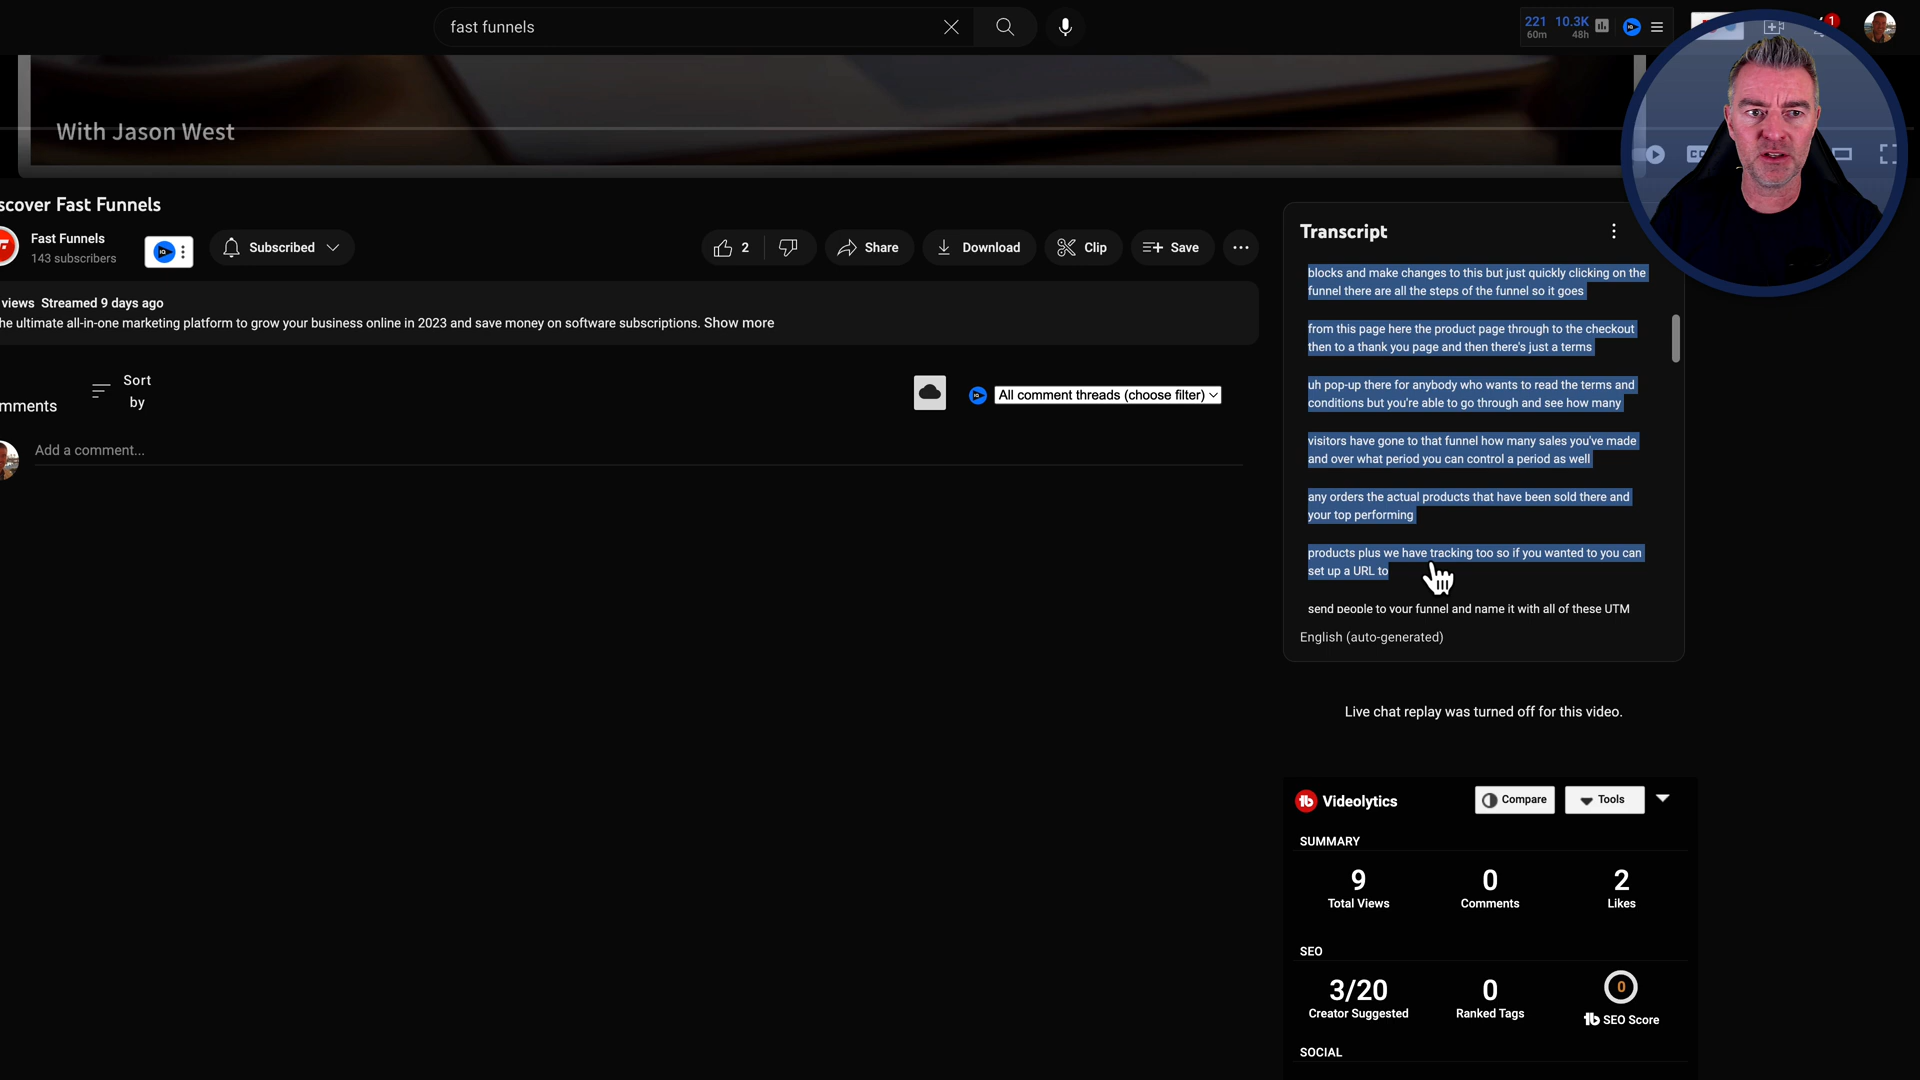 fast funnels
221 10.3K
60m 48h
1
With Jason West
scover Fast Funnels
Fast Funnels
143 subscribers
Subscribed
2
Share
Download
Clip
Save
views Streamed 9 days ago
he ultimate all-in-one marketing platform to grow your business online in 2023 and save money on software subscriptions. Show more
mments
Sort
by
All comment threads (choose filter)
Add a comment...
Transcript
blocks and make changes to this but just quickly clicking on the
funnel there are all the steps of the funnel so it goes
from this page here the product page through to the checkout
then to a thank you page and then there's just a terms
uh pop-up there for anybody who wants to read the terms and
conditions but you're able to go through and see how many
visitors have gone to that funnel how many sales you've made
and over what period you can control a period as well
any orders the actual products that have been sold there and
your top performing
products plus we have tracking too so if you wanted to you can
set up a URL to
send people to your funnel and name it with all of these UTM
English (auto-generated)
Live chat replay was turned off for this video.
tb Videolytics
Compare
Tools
SUMMARY
9 0 2
Total Views Comments Likes
SEO
3/20 0 0
Creator Suggested Ranked Tags tb SEO Score
SOCIAL